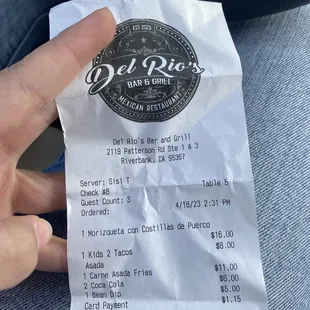 EST 2023
Del Rio's
BAR & GRILL
MEXICAN RESTAURANT
Del Rio's Bar and Grill
2119 Patterson Rd Ste 1 & 3
Riverbank, CA 95367
Server: Sisi T Table 5
Check #8
Guest Count: 3 4/18/23 2:31 PM
Ordered:
1 Morizqueta con Costillas de Puerco
$16.00
1 Kids 2 Tacos $8.00
Asada
1 Carne Asada Fries $11.00
2 Coca Cola $6.00
1 Bean Dip $5.00
Card Payment $1.15